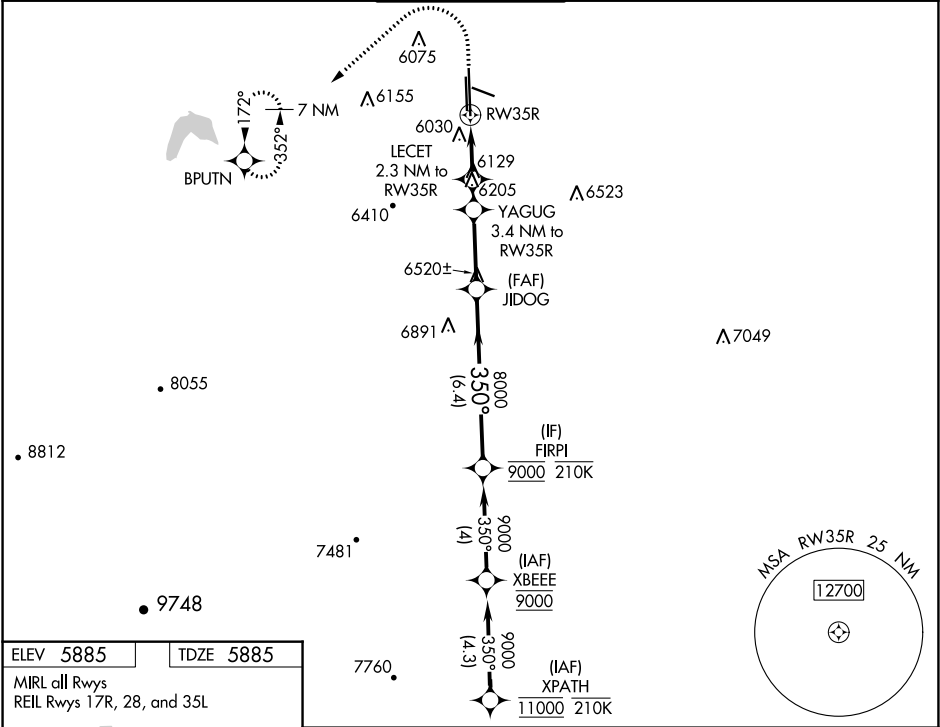 6075
6155
7 NM
172°
352°
BPUTN
RW35R
6030
LECET
2.3 NM to
RW35R
6129
6205
6523
6410
YAGUG
3.4 NM to
RW35R
6520±
(FAF)
JIDOG
6891
7049
8000
350°
(6.4)
8055
8812
(IF)
FIRPI
9000 210K
9000
350°
(4)
7481
(IAF)
XBEEE
9000
9748
9000
350°
(4.3)
7760
(IAF)
XPATH
11000 210K
MSA RW35R 25 NM
12700
ELEV 5885
TDZE 5885
MIRL all Rwys
REIL Rwys 17R, 28, and 35L